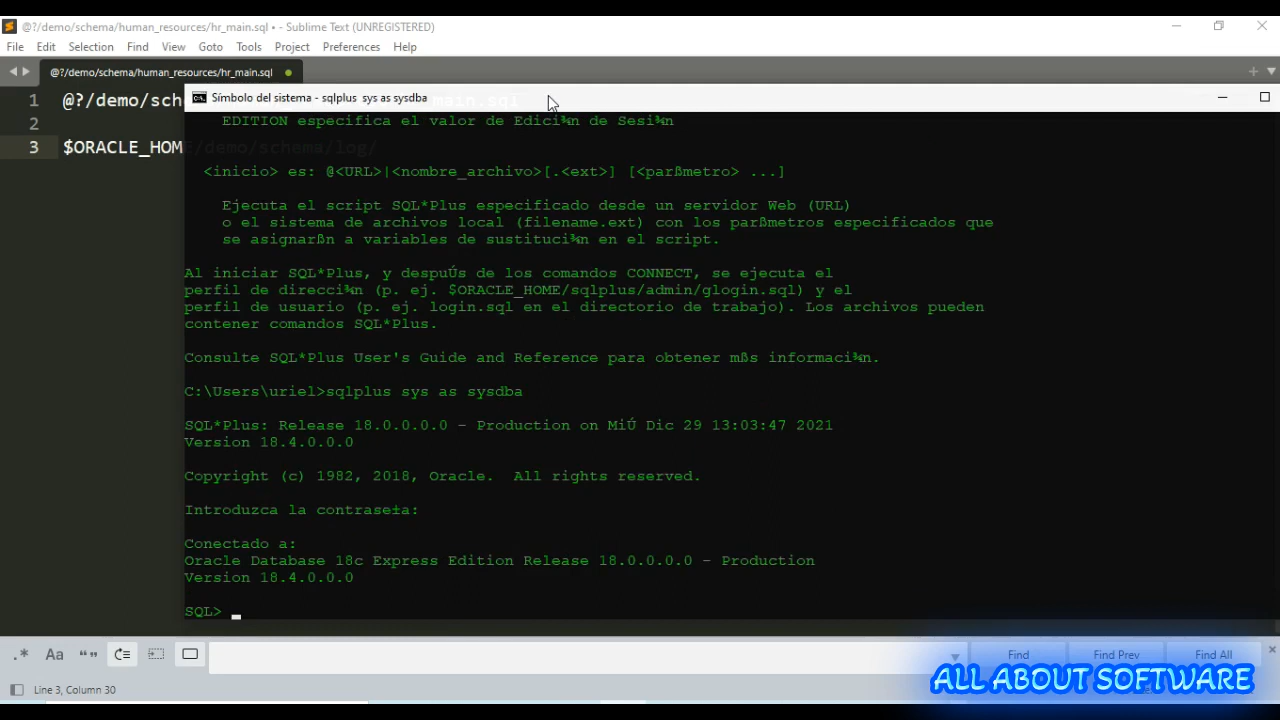 @?/demo/schema/human_resources/hr_main.sql • - Sublime Text (UNREGISTERED)
File Edit Selection Find View Goto Tools Project Preferences Help
@?/demo/schema/human_resources/hr_main.sql
1 @?/demo/sch main.sql
Símbolo del sistema - sqlplus sys as sysdba
2
3 $ORACLE_HOME/demo/schema/log/
EDITION especifica el valor de Edici¾n de Sesi¾n
<inicio> es: @<URL>|<nombre_archivo>[.<ext>] [<parßmetro> ...]
Ejecuta el script SQL*Plus especificado desde un servidor Web (URL)
o el sistema de archivos local (filename.ext) con los parßmetros especificados que
se asignarßn a variables de sustituci¾n en el script.
Al iniciar SQL*Plus, y despuÚs de los comandos CONNECT, se ejecuta el
perfil de direcci¾n (p. ej. $ORACLE_HOME/sqlplus/admin/glogin.sql) y el
perfil de usuario (p. ej. login.sql en el directorio de trabajo). Los archivos pueden
contener comandos SQL*Plus.
Consulte SQL*Plus User's Guide and Reference para obtener mßs informaci¾n.
C:\Users\uriel>sqlplus sys as sysdba
SQL*Plus: Release 18.0.0.0.0 - Production on MiÚ Dic 29 13:03:47 2021
Version 18.4.0.0.0
Copyright (c) 1982, 2018, Oracle.  All rights reserved.
Introduzca la contrase±a:
Conectado a:
Oracle Database 18c Express Edition Release 18.0.0.0.0 - Production
Version 18.4.0.0.0
SQL>
.* Aa “” Find Find Prev Find All
Line 3, Column 30
ALL ABOUT SOFTWARE